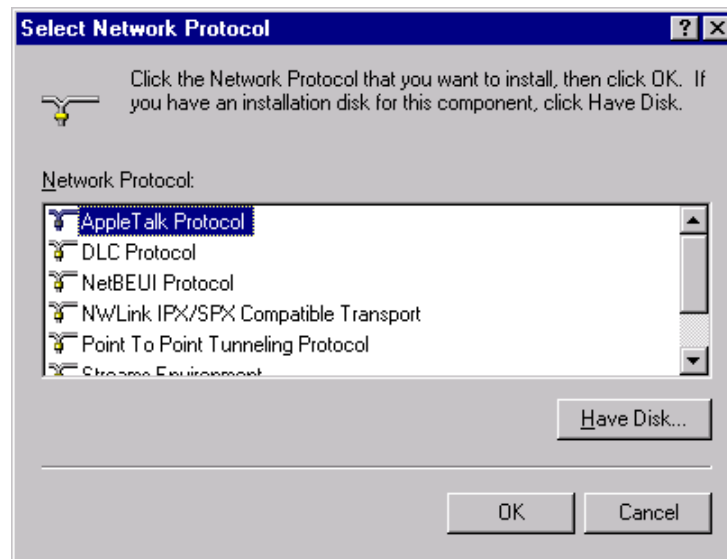 Select Network Protocol
Click the Network Protocol that you want to install, then click OK. If
you have an installation disk for this component, click Have Disk.
Network Protocol:
AppleTalk Protocol
DLC Protocol
NetBEUI Protocol
NWLink IPX/SPX Compatible Transport
Point To Point Tunneling Protocol
Streams Environment
Have Disk...
OK
Cancel